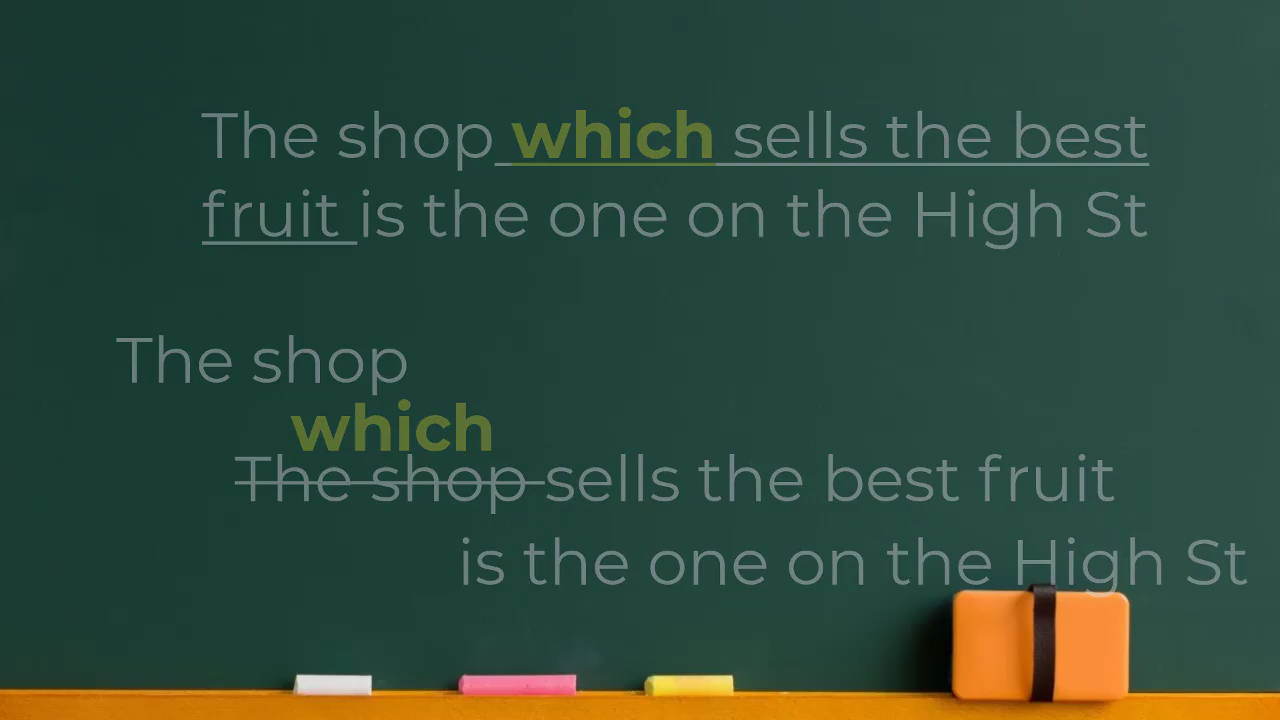 The shop which sells the best
fruit is the one on the High St
The shop
which
The shop sells the best fruit
is the one on the High St